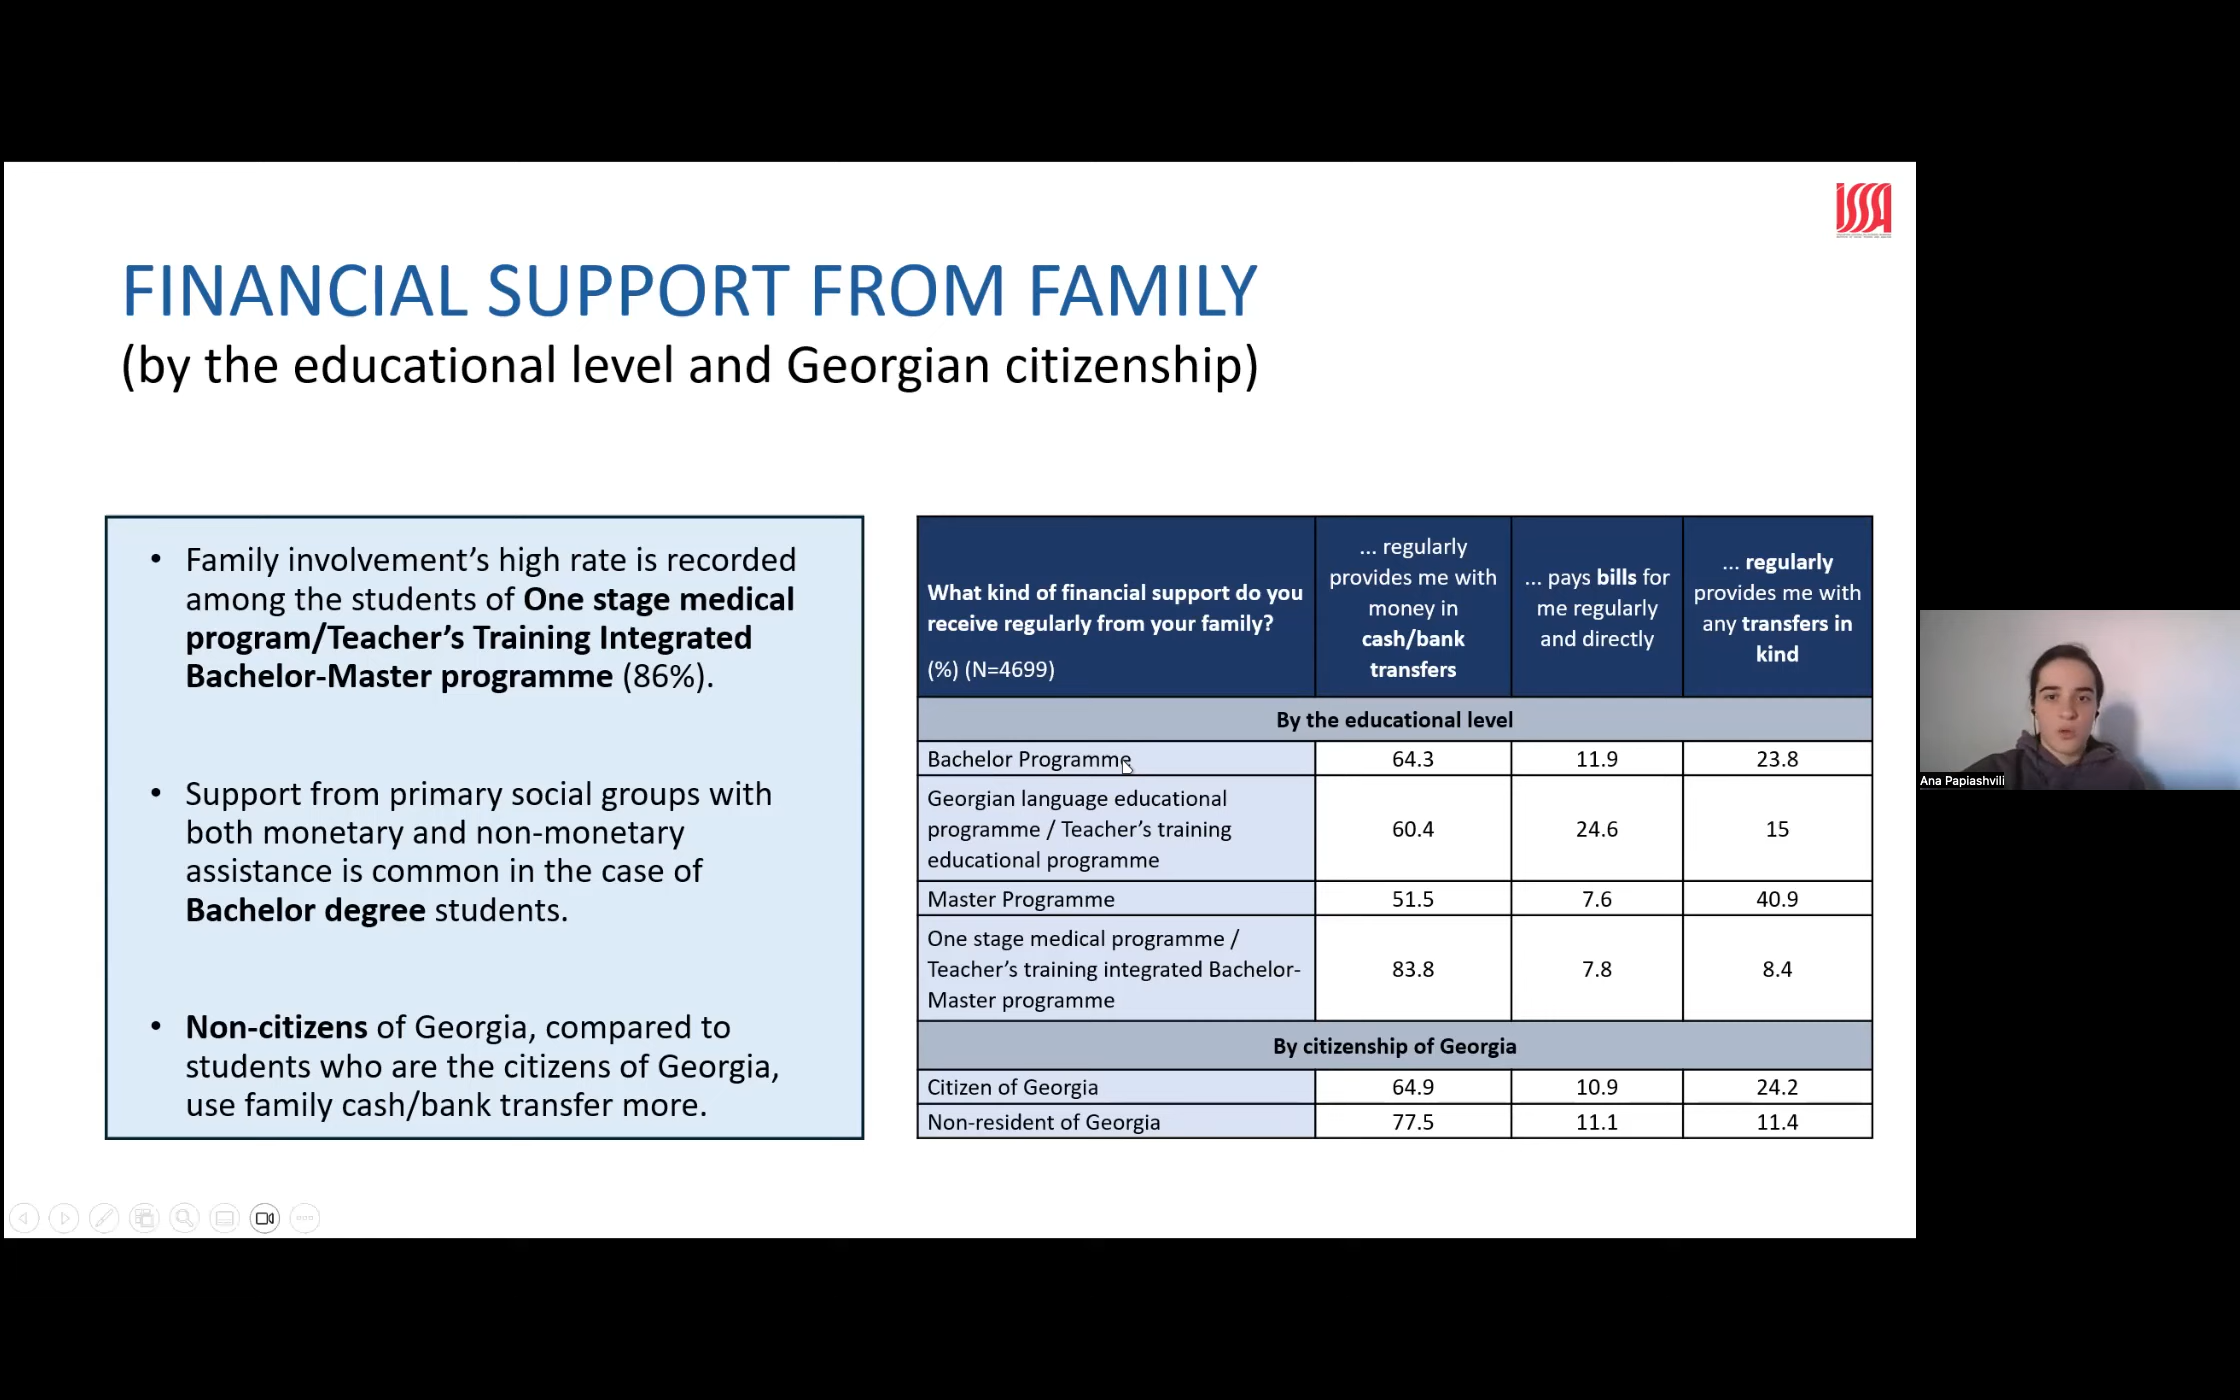 ISSA
FINANCIAL SUPPORT FROM FAMILY
(by the educational level and Georgian citizenship)
• Family involvement’s high rate is recorded
among the students of One stage medical
program/Teacher’s Training Integrated
Bachelor-Master programme (86%).
• Support from primary social groups with
both monetary and non-monetary
assistance is common in the case of
Bachelor degree students.
• Non-citizens of Georgia, compared to
students who are the citizens of Georgia,
use family cash/bank transfer more.
What kind of financial support do you
receive regularly from your family?
(%) (N=4699)
... regularly
provides me with
money in
cash/bank
transfers
... pays bills for
me regularly
and directly
... regularly
provides me with
any transfers in
kind
By the educational level
Bachelor Programme 64.3 11.9 23.8
Georgian language educational
programme / Teacher’s training
educational programme
60.4 24.6 15
Master Programme 51.5 7.6 40.9
One stage medical programme /
Teacher’s training integrated Bachelor-
Master programme
83.8 7.8 8.4
By citizenship of Georgia
Citizen of Georgia 64.9 10.9 24.2
Non-resident of Georgia 77.5 11.1 11.4
Ana Papiashvili